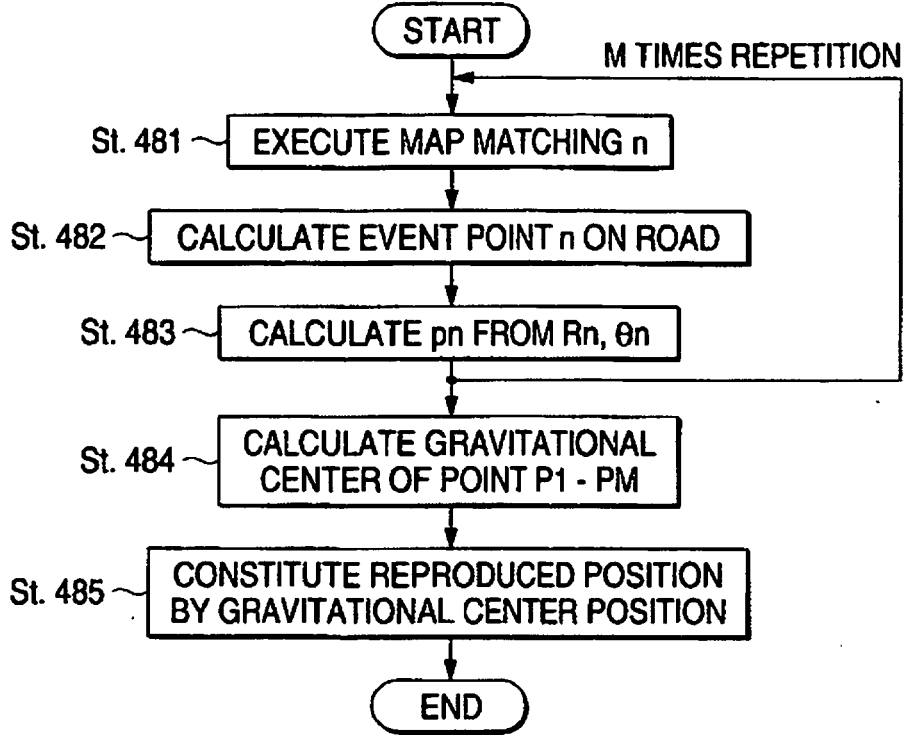 START
M TIMES REPETITION
St. 481
EXECUTE MAP MATCHING n
St. 482
CALCULATE EVENT POINT n ON ROAD
St. 483
CALCULATE pn FROM Rn, θn
St. 484
CALCULATE GRAVITATIONAL
CENTER OF POINT P1 - PM
St. 485
CONSTITUTE REPRODUCED POSITION
BY GRAVITATIONAL CENTER POSITION
END